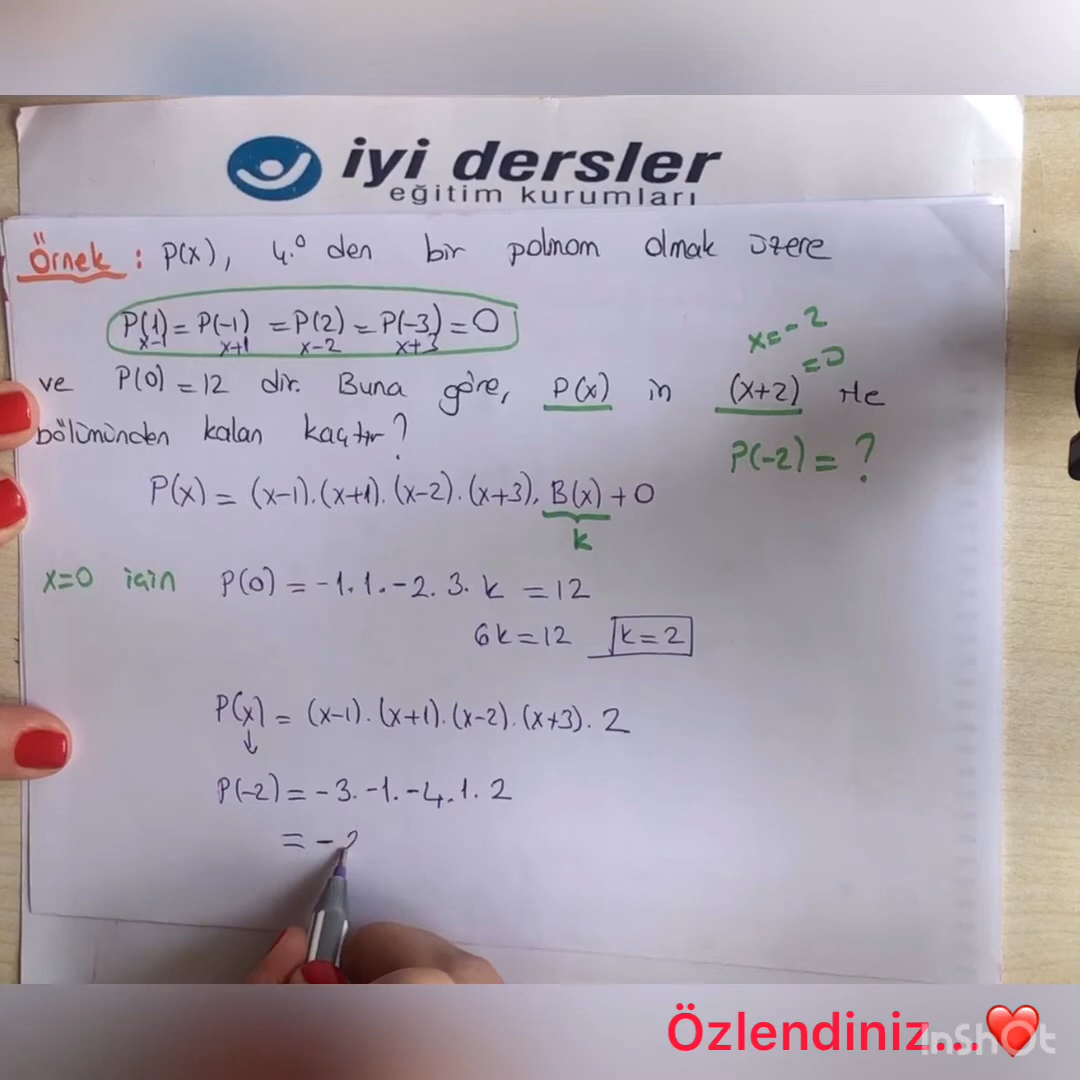 iyi dersler
eğitim kurumları
Örnek : P(x), 4.° den bir polinom olmak üzere
P(1) = P(-1) = P(2) = P(-3) = 0
x-1 x+1 x-2 x+3
x=-2
=0
ve P(0) = 12 dir. Buna göre, P(x) in (x+2) ile
bölümünden kalan kaçtır?
P(-2) = ?
P(x) = (x-1).(x+1).(x-2).(x+3). B(x) + 0
k
x=0 için P(0) = -1.1.-2.3. k = 12
6k = 12 k = 2
P(x) = (x-1).(x+1).(x-2).(x+3). 2
P(-2) = -3.-1.-4.1.2
= -2
Özlendiniz...❤️
InShOt